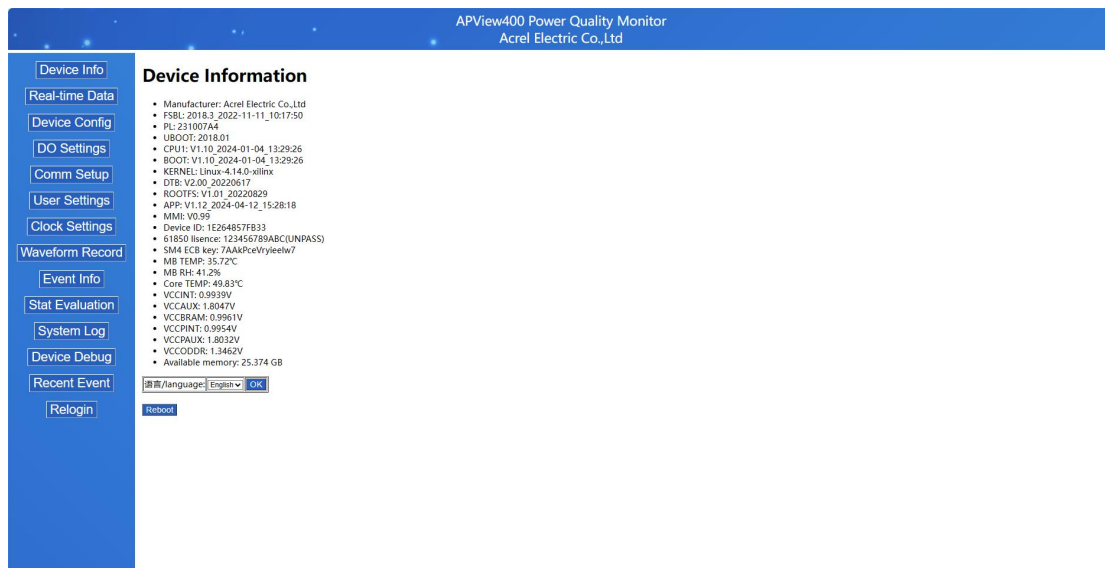 APView400 Power Quality Monitor
Acrel Electric Co.,Ltd
Device Info
Real-time Data
Device Config
DO Settings
Comm Setup
User Settings
Clock Settings
Waveform Record
Event Info
Stat Evaluation
System Log
Device Debug
Recent Event
Relogin
Device Information
Manufacturer: Acrel Electric Co.,Ltd
FSBL: 2018.3_2022-11-11_10:17:50
PL: 231007A4
UBOOT: 2018.01
CPU1: V1.10_2024-01-04_13:29:26
BOOT: V1.10_2024-01-04_13:29:26
KERNEL: Linux-4.14.0-xilinx
DTB: V2.00_20220617
ROOTFS: V1.01_20220829
APP: V1.12_2024-04-12_15:28:18
MMI: V0.99
Device ID: 1E264857FB33
61850 lisence: 123456789ABC(UNPASS)
SM4 ECB key: 7AAkPceVryieelw7
MB TEMP: 35.72℃
MB RH: 41.2%
Core TEMP: 49.83℃
VCCINT: 0.9939V
VCCAUX: 1.8047V
VCCBRAM: 0.9961V
VCCPINT: 0.9954V
VCCPAUX: 1.8032V
VCCODDR: 1.3462V
Available memory: 25.374 GB
语言/language: English OK
Reboot